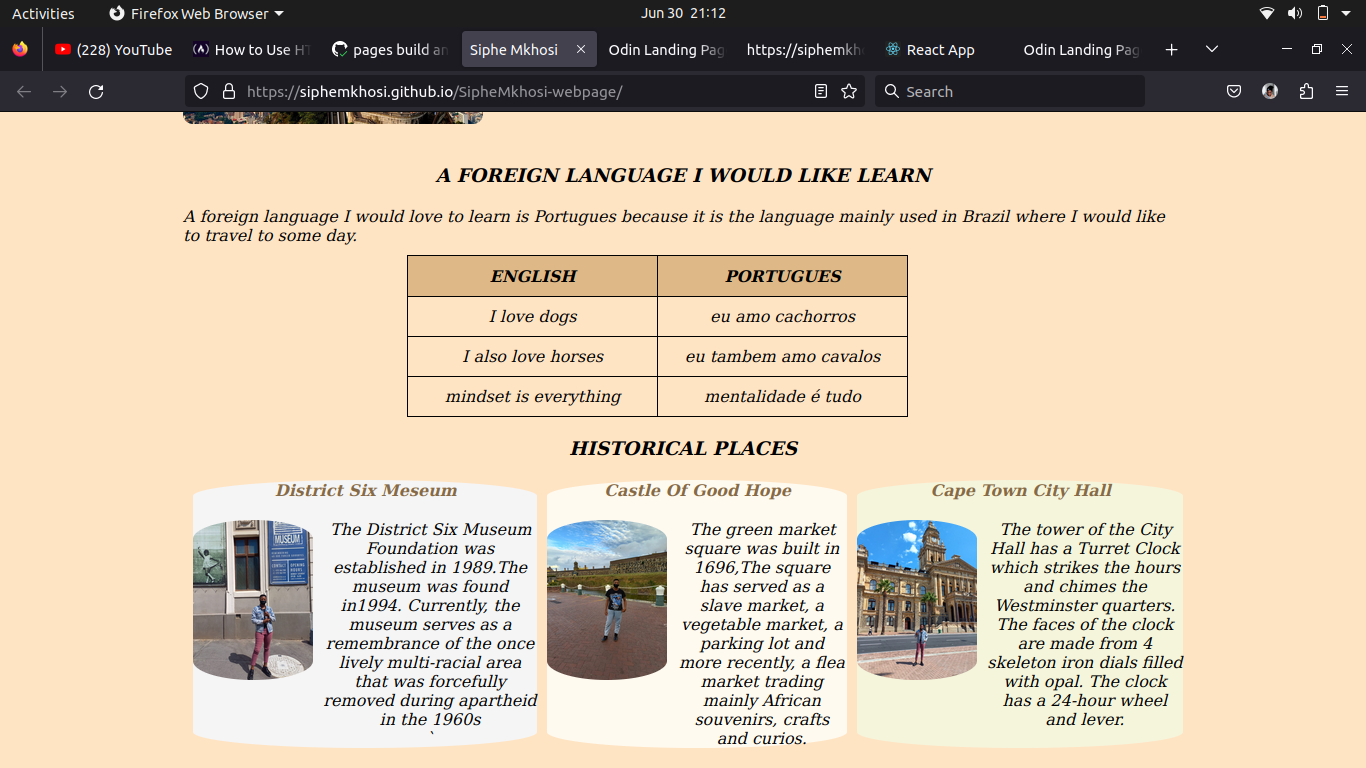 Activities Firefox Web Browser Jun 30 21:12
(228) YouTube How to Use HT pages build an Siphe Mkhosi Odin Landing Pag https://siphemkh React App Odin Landing Pag
https://siphemkhosi.github.io/SipheMkhosi-webpage/ Search
A FOREIGN LANGUAGE I WOULD LIKE LEARN
A foreign language I would love to learn is Portugues because it is the language mainly used in Brazil where I would like
to travel to some day.
ENGLISH PORTUGUES
I love dogs eu amo cachorros
I also love horses eu tambem amo cavalos
mindset is everything mentalidade é tudo
HISTORICAL PLACES
District Six Meseum
MUSEUM
The District Six Museum
Foundation was
established in 1989.The
museum was found
in1994. Currently, the
museum serves as a
remembrance of the once
lively multi-racial area
that was forcefully
removed during apartheid
in the 1960s
`
Castle Of Good Hope
The green market
square was built in
1696,The square
has served as a
slave market, a
vegetable market, a
parking lot and
more recently, a flea
market trading
mainly African
souvenirs, crafts
and curios.
Cape Town City Hall
The tower of the City
Hall has a Turret Clock
which strikes the hours
and chimes the
Westminster quarters.
The faces of the clock
are made from 4
skeleton iron dials filled
with opal. The clock
has a 24-hour wheel
and lever.